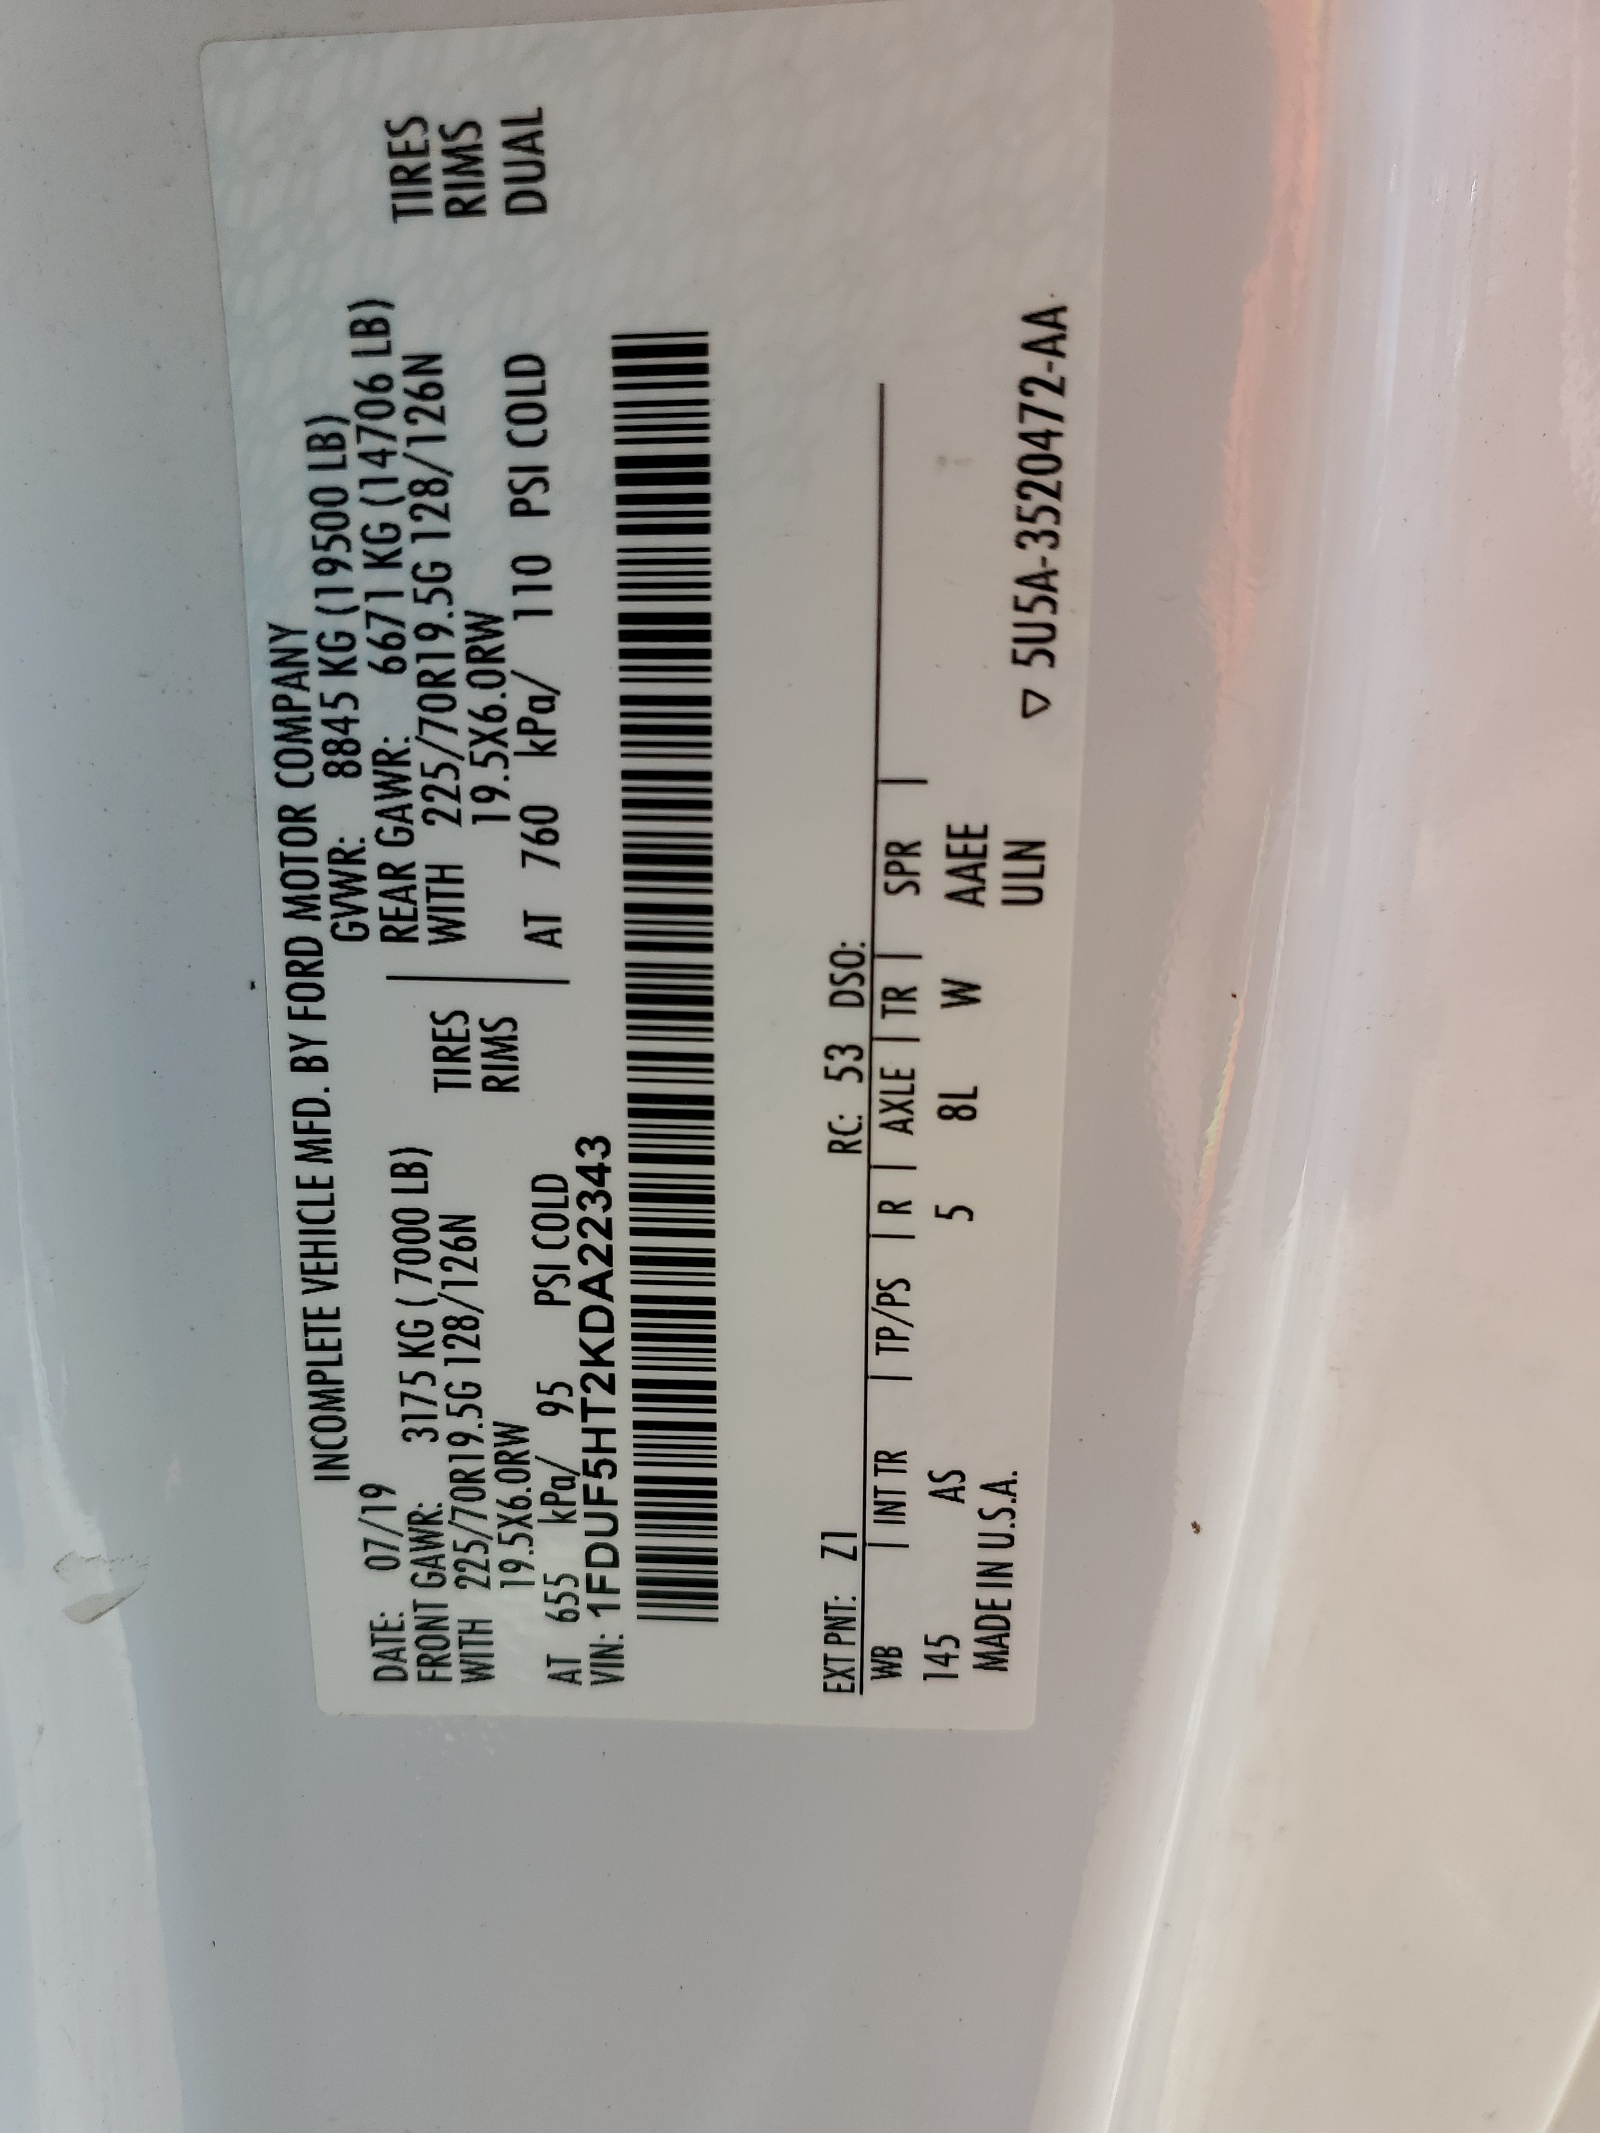 INCOMPLETE VEHICLE MFD. BY FORD MOTOR COMPANY
DATE: 07/19 GVWR: 8845 KG (19500 LB)
FRONT GAWR: 3175 KG ( 7000 LB) REAR GAWR: 6671 KG (14706 LB)
WITH 225/70R19.5G 128/126N TIRES WITH 225/70R19.5G 128/126N TIRES
19.5X6.0RW RIMS 19.5X6.0RW RIMS
AT 655 kPa/ 95 PSI COLD AT 760 kPa/ 110 PSI COLD DUAL
VIN: 1FDUF5HT2KDA22343
EXT PNT: Z1 RC: 53 DSO:
WB | INT TR | TP/PS | R | AXLE | TR | SPR |
145 AS 5 8L W AAEE
MADE IN U.S.A. ULN
▽ 5U5A-3520472-AA